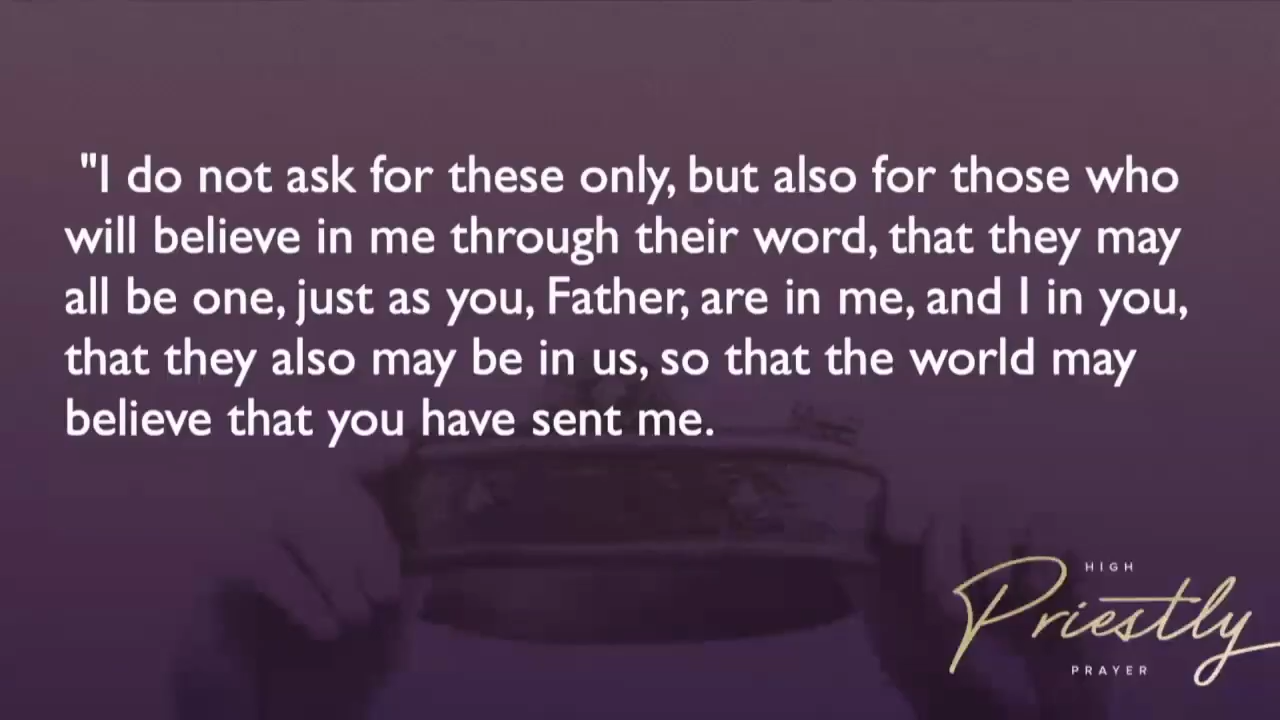 "I do not ask for these only, but also for those who
will believe in me through their word, that they may
all be one, just as you, Father, are in me, and I in you,
that they also may be in us, so that the world may
believe that you have sent me.
HIGH
Priestly
PRAYER